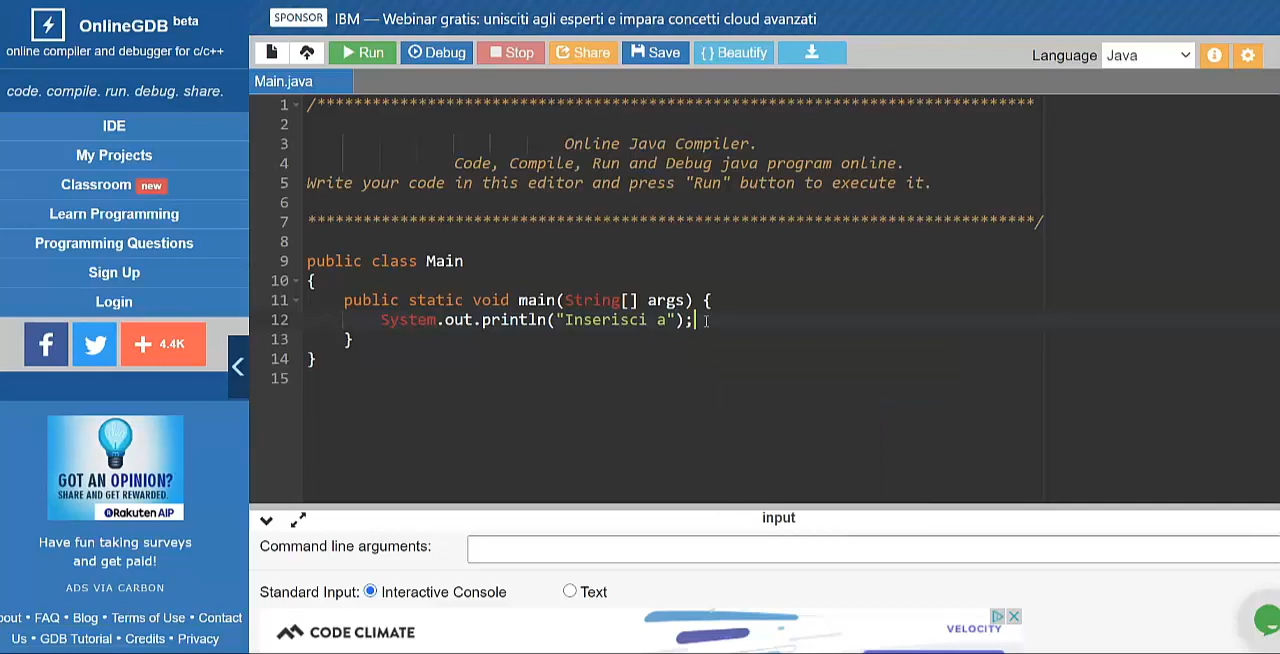 OnlineGDB beta
online compiler and debugger for c/c++
code. compile. run. debug. share.
IDE
My Projects
Classroom new
Learn Programming
Programming Questions
Sign Up
Login
4.4K
GOT AN OPINION?
SHARE AND GET REWARDED.
Rakuten AIP
Have fun taking surveys
and get paid!
ADS VIA CARBON
bout • FAQ • Blog • Terms of Use • Contact
Us • GDB Tutorial • Credits • Privacy
SPONSOR IBM — Webinar gratis: unisciti agli esperti e impara concetti cloud avanzati
Run Debug Stop Share Save { } Beautify
Language Java
Main.java
1 /******************************************************************************
2
3 Online Java Compiler.
4 Code, Compile, Run and Debug java program online.
5 Write your code in this editor and press "Run" button to execute it.
6
7 *******************************************************************************/
8
9 public class Main
10 {
11 public static void main(String[] args) {
12 System.out.println("Inserisci a");
13 }
14 }
15
input
Command line arguments:
Standard Input: Interactive Console Text
CODE CLIMATE
VELOCITY